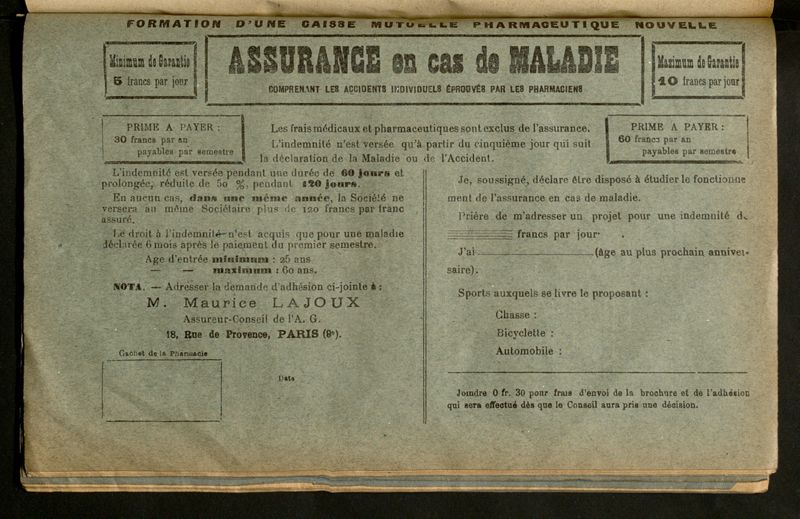 FORMATION D'UNE CAISSE MUTUELLE PHARMACEUTIQUE NOUVELLE
Minimum de Garantie
5 francs par jour
ASSURANCE en cas de MALADIE
COMPRENANT LES ACCIDENTS INDIVIDUELS ÉPROUVÉS PAR LES PHARMACIENS
Maximum de Garantie
10 francs par jour
PRIME A PAYER :
30 francs par an
payables par semestre
Les frais médicaux et pharmaceutiques sont exclus de l'assurance.
L'indemnité n'est versée qu'à partir du cinquième jour qui suit
la déclaration de la Maladie ou de l'Accident.
PRIME A PAYER :
60 francs par an
payables par semestre
L'indemnité est versée pendant une durée de 60 jours et
prolongée, réduite de 50 %, pendant 120 jours.
En aucun cas, dans une même année, la Société ne
versera au même Sociétaire plus de 120 francs par franc
assuré.
Le droit à l'indemnité n'est acquis que pour une maladie
déclarée 6 mois après le paiement du premier semestre.
Age d'entrée minimum : 25 ans
— — maximum : 60 ans.
NOTA. — Adresser la demande d'adhésion ci-jointe à :
M. Maurice LAJOUX
Assureur-Conseil de l'A. G.
18, Rue de Provence, PARIS (9e).
Cachet de la Pharmacie
Date
Je, soussigné, déclare être disposé à étudier le fonctionne
ment de l'assurance en cas de maladie.
Prière de m'adresser un projet pour une indemnité de
francs par jour .
J'ai (âge au plus prochain anniver-
saire).
Sports auxquels se livre le proposant :
Chasse :
Bicyclette :
Automobile :
Joindre 0 fr. 30 pour frais d'envoi de la brochure et de l'adhésion
qui sera effectué dès que le Conseil aura pris une décision.